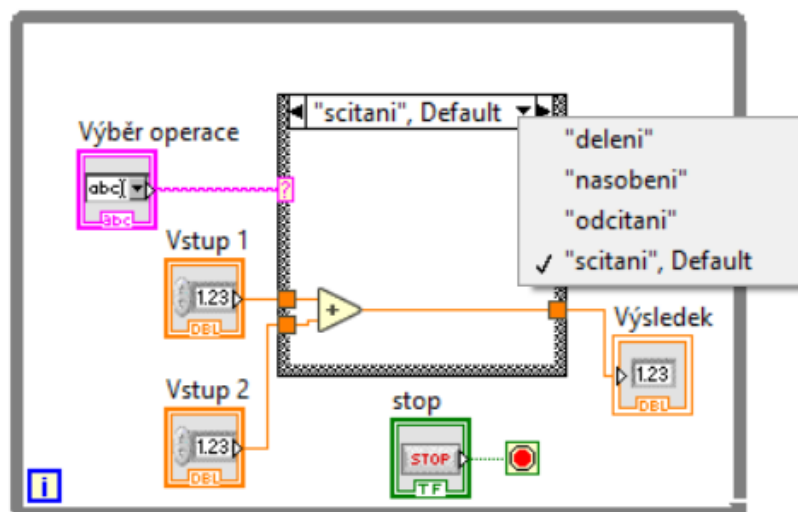 "scitani", Default
Výběr operace
"deleni"
"nasobeni"
"odcitani"
"scitani", Default
abc
abc
?
Vstup 1
1.23
DBL
+
Výsledek
1.23
DBL
Vstup 2
1.23
DBL
stop
STOP
TF
i